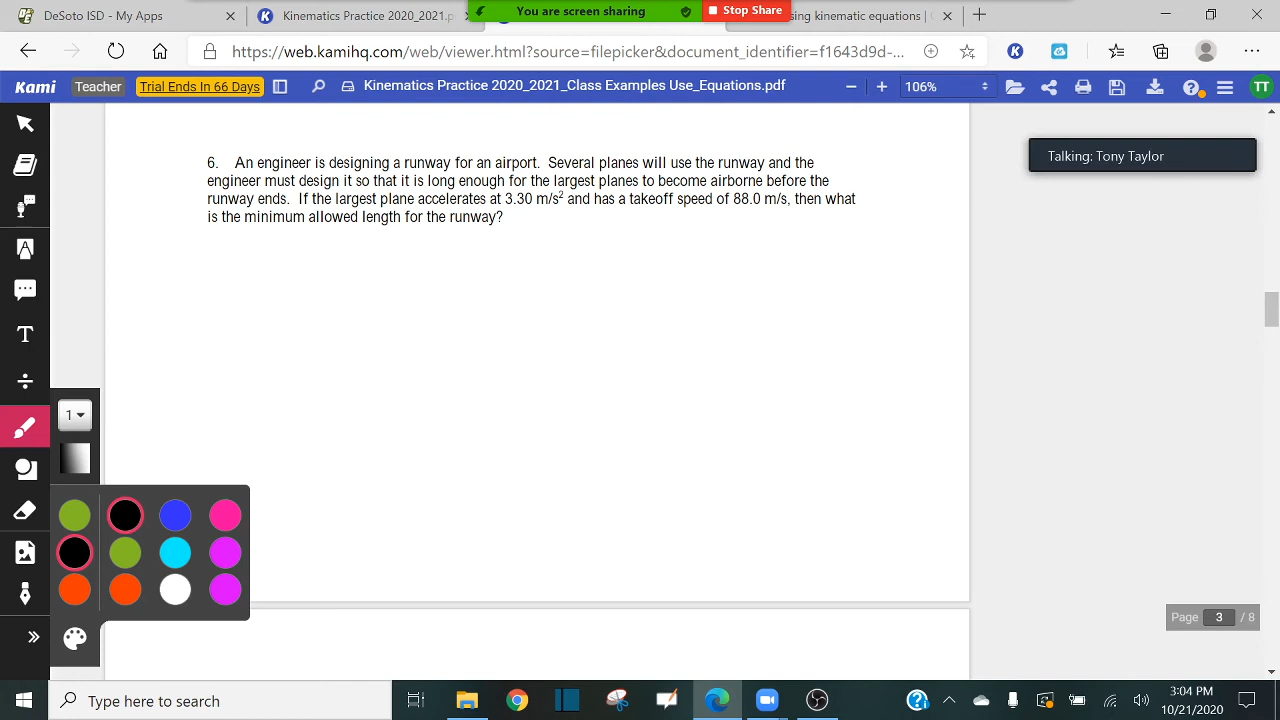 DeltaMath - My Apps
Kinematics Practice 2020_2021.p
You are screen sharing
Stop Share
sing kinematic equations |
https://web.kamihq.com/web/viewer.html?source=filepicker&document_identifier=f1643d9d-...
Kami
Teacher
Trial Ends In 66 Days
Kinematics Practice 2020_2021_Class Examples Use_Equations.pdf
106%
TT
Talking: Tony Taylor
6. An engineer is designing a runway for an airport. Several planes will use the runway and the
engineer must design it so that it is long enough for the largest planes to become airborne before the
runway ends. If the largest plane accelerates at 3.30 m/s² and has a takeoff speed of 88.0 m/s, then what
is the minimum allowed length for the runway?
1
Page 3 / 8
Type here to search
3:04 PM
10/21/2020